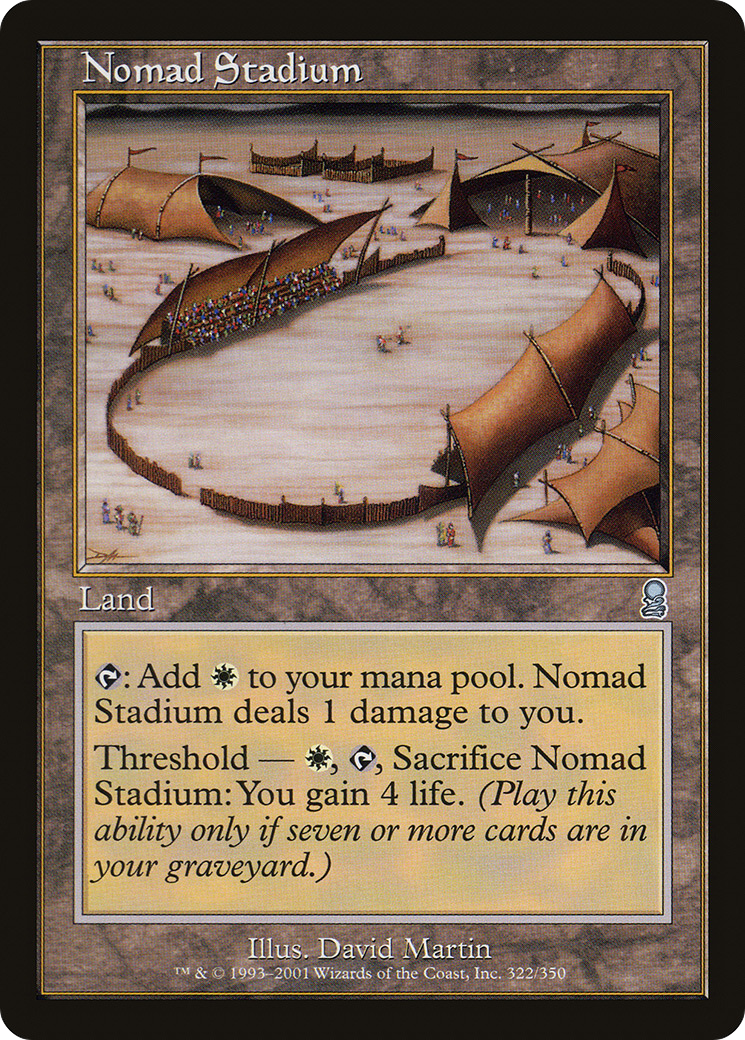 Nomad Stadium
Land
: Add to your mana pool. Nomad
Stadium deals 1 damage to you.
Threshold — , , Sacrifice Nomad
Stadium: You gain 4 life. (Play this
ability only if seven or more cards are in
your graveyard.)
Illus. David Martin
™ & © 1993–2001 Wizards of the Coast, Inc. 322/350